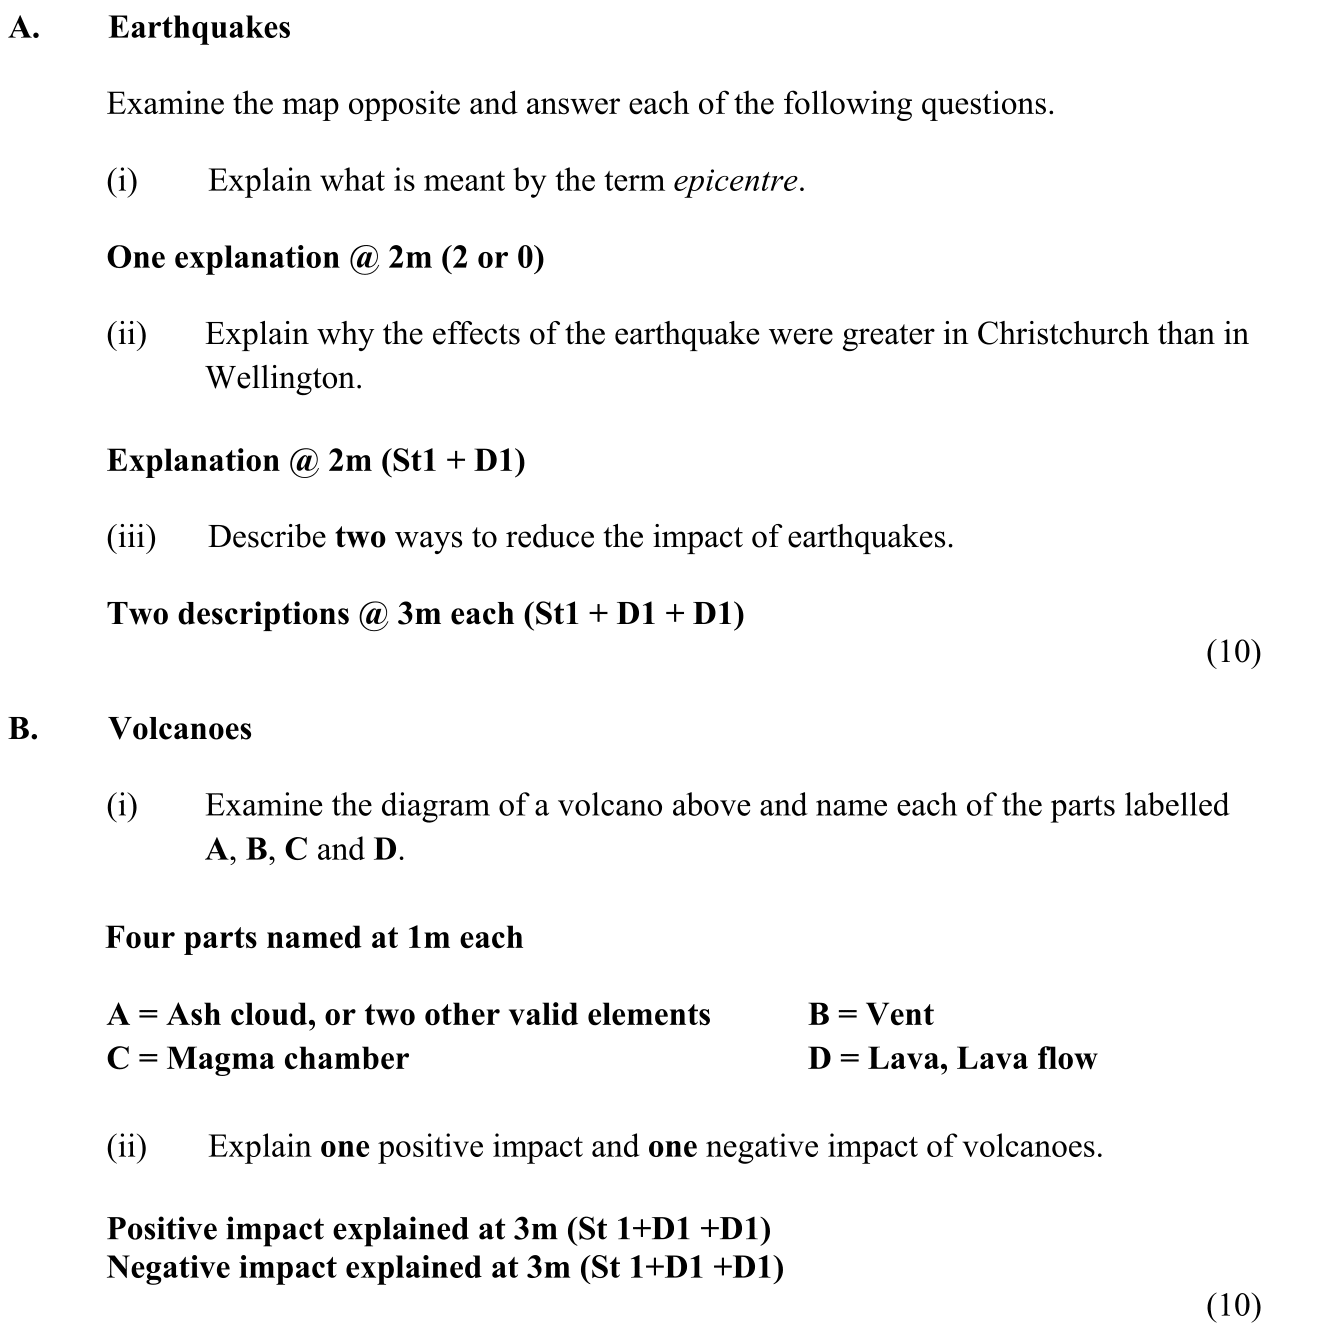 A. Earthquakes
Examine the map opposite and answer each of the following questions.
(i) Explain what is meant by the term epicentre.
One explanation @ 2m (2 or 0)
(ii) Explain why the effects of the earthquake were greater in Christchurch than in
Wellington.
Explanation @ 2m (St1 + D1)
(iii) Describe two ways to reduce the impact of earthquakes.
Two descriptions @ 3m each (St1 + D1 + D1)
(10)
B. Volcanoes
(i) Examine the diagram of a volcano above and name each of the parts labelled
A, B, C and D.
Four parts named at 1m each
A = Ash cloud, or two other valid elements B = Vent
C = Magma chamber D = Lava, Lava flow
(ii) Explain one positive impact and one negative impact of volcanoes.
Positive impact explained at 3m (St 1+D1 +D1)
Negative impact explained at 3m (St 1+D1 +D1)
(10)